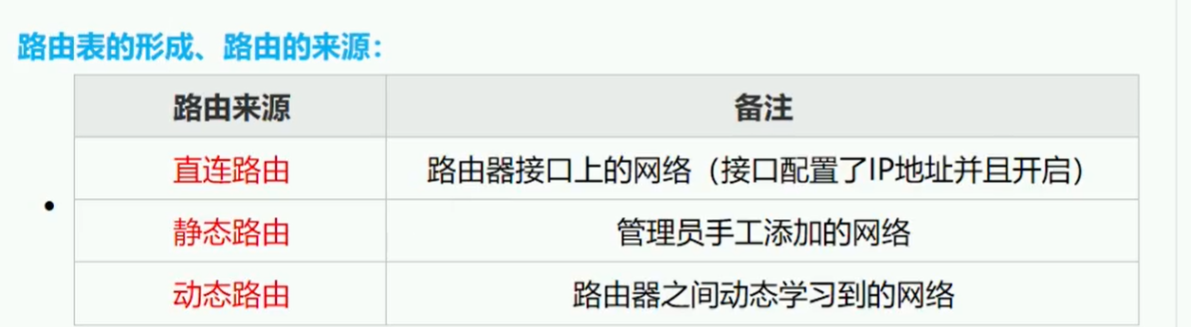 路由表的形成、路由的来源：
路由来源 备注
直连路由 路由器接口上的网络（接口配置了IP地址并且开启）
静态路由 管理员手工添加的网络
动态路由 路由器之间动态学习到的网络